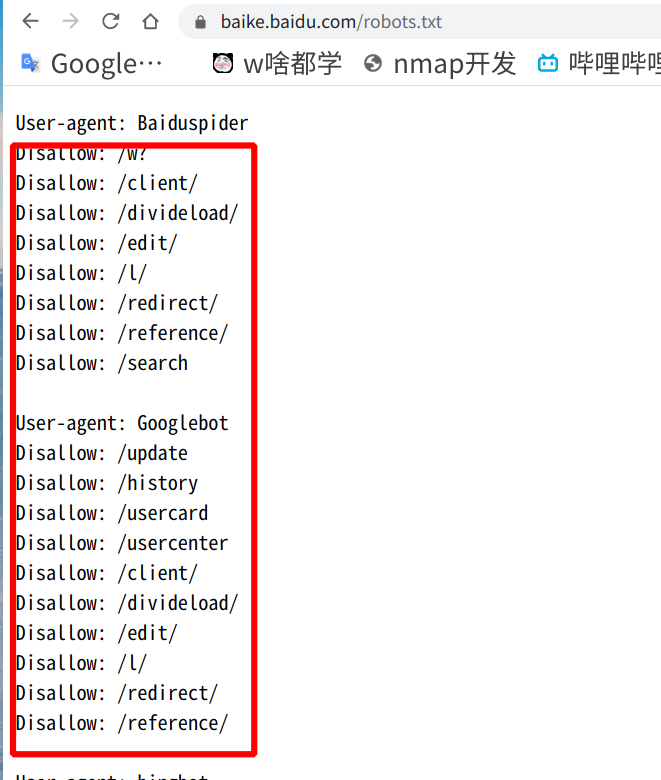 baike.baidu.com/robots.txt
Google… w啥都学 nmap开发 哔哩哔哩
User-agent: Baiduspider
Disallow: /w?
Disallow: /client/
Disallow: /divideload/
Disallow: /edit/
Disallow: /l/
Disallow: /redirect/
Disallow: /reference/
Disallow: /search
User-agent: Googlebot
Disallow: /update
Disallow: /history
Disallow: /usercard
Disallow: /usercenter
Disallow: /client/
Disallow: /divideload/
Disallow: /edit/
Disallow: /l/
Disallow: /redirect/
Disallow: /reference/
User-agent: bingbot